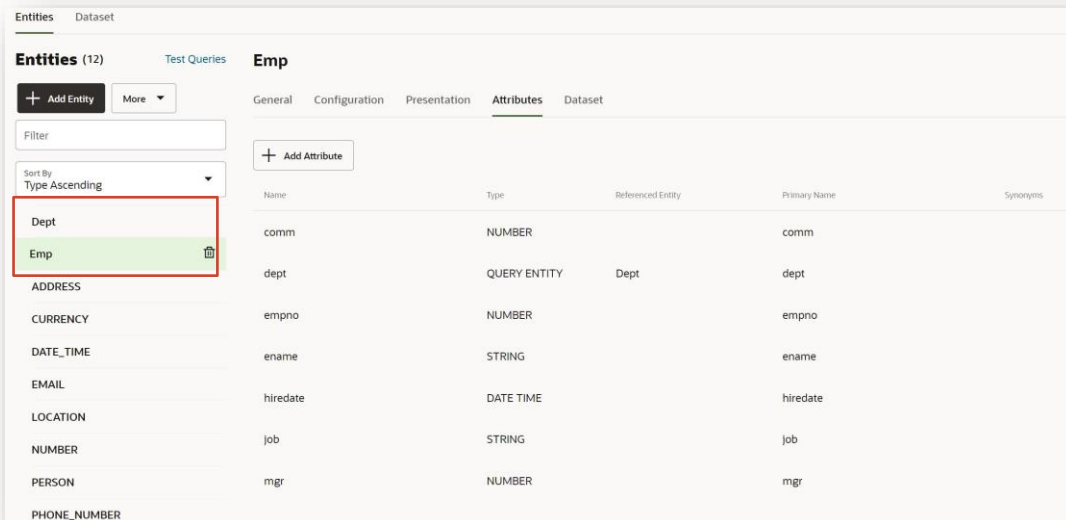 Entities Dataset
Entities (12) Test Queries
+ Add Entity More
Filter
Sort By
Type Ascending
Dept
Emp
ADDRESS
CURRENCY
DATE_TIME
EMAIL
LOCATION
NUMBER
PERSON
PHONE_NUMBER
Emp
General Configuration Presentation Attributes Dataset
+ Add Attribute
Name Type Referenced Entity Primary Name Synonyms
comm NUMBER comm
dept QUERY ENTITY Dept dept
empno NUMBER empno
ename STRING ename
hiredate DATE TIME hiredate
job STRING job
mgr NUMBER mgr